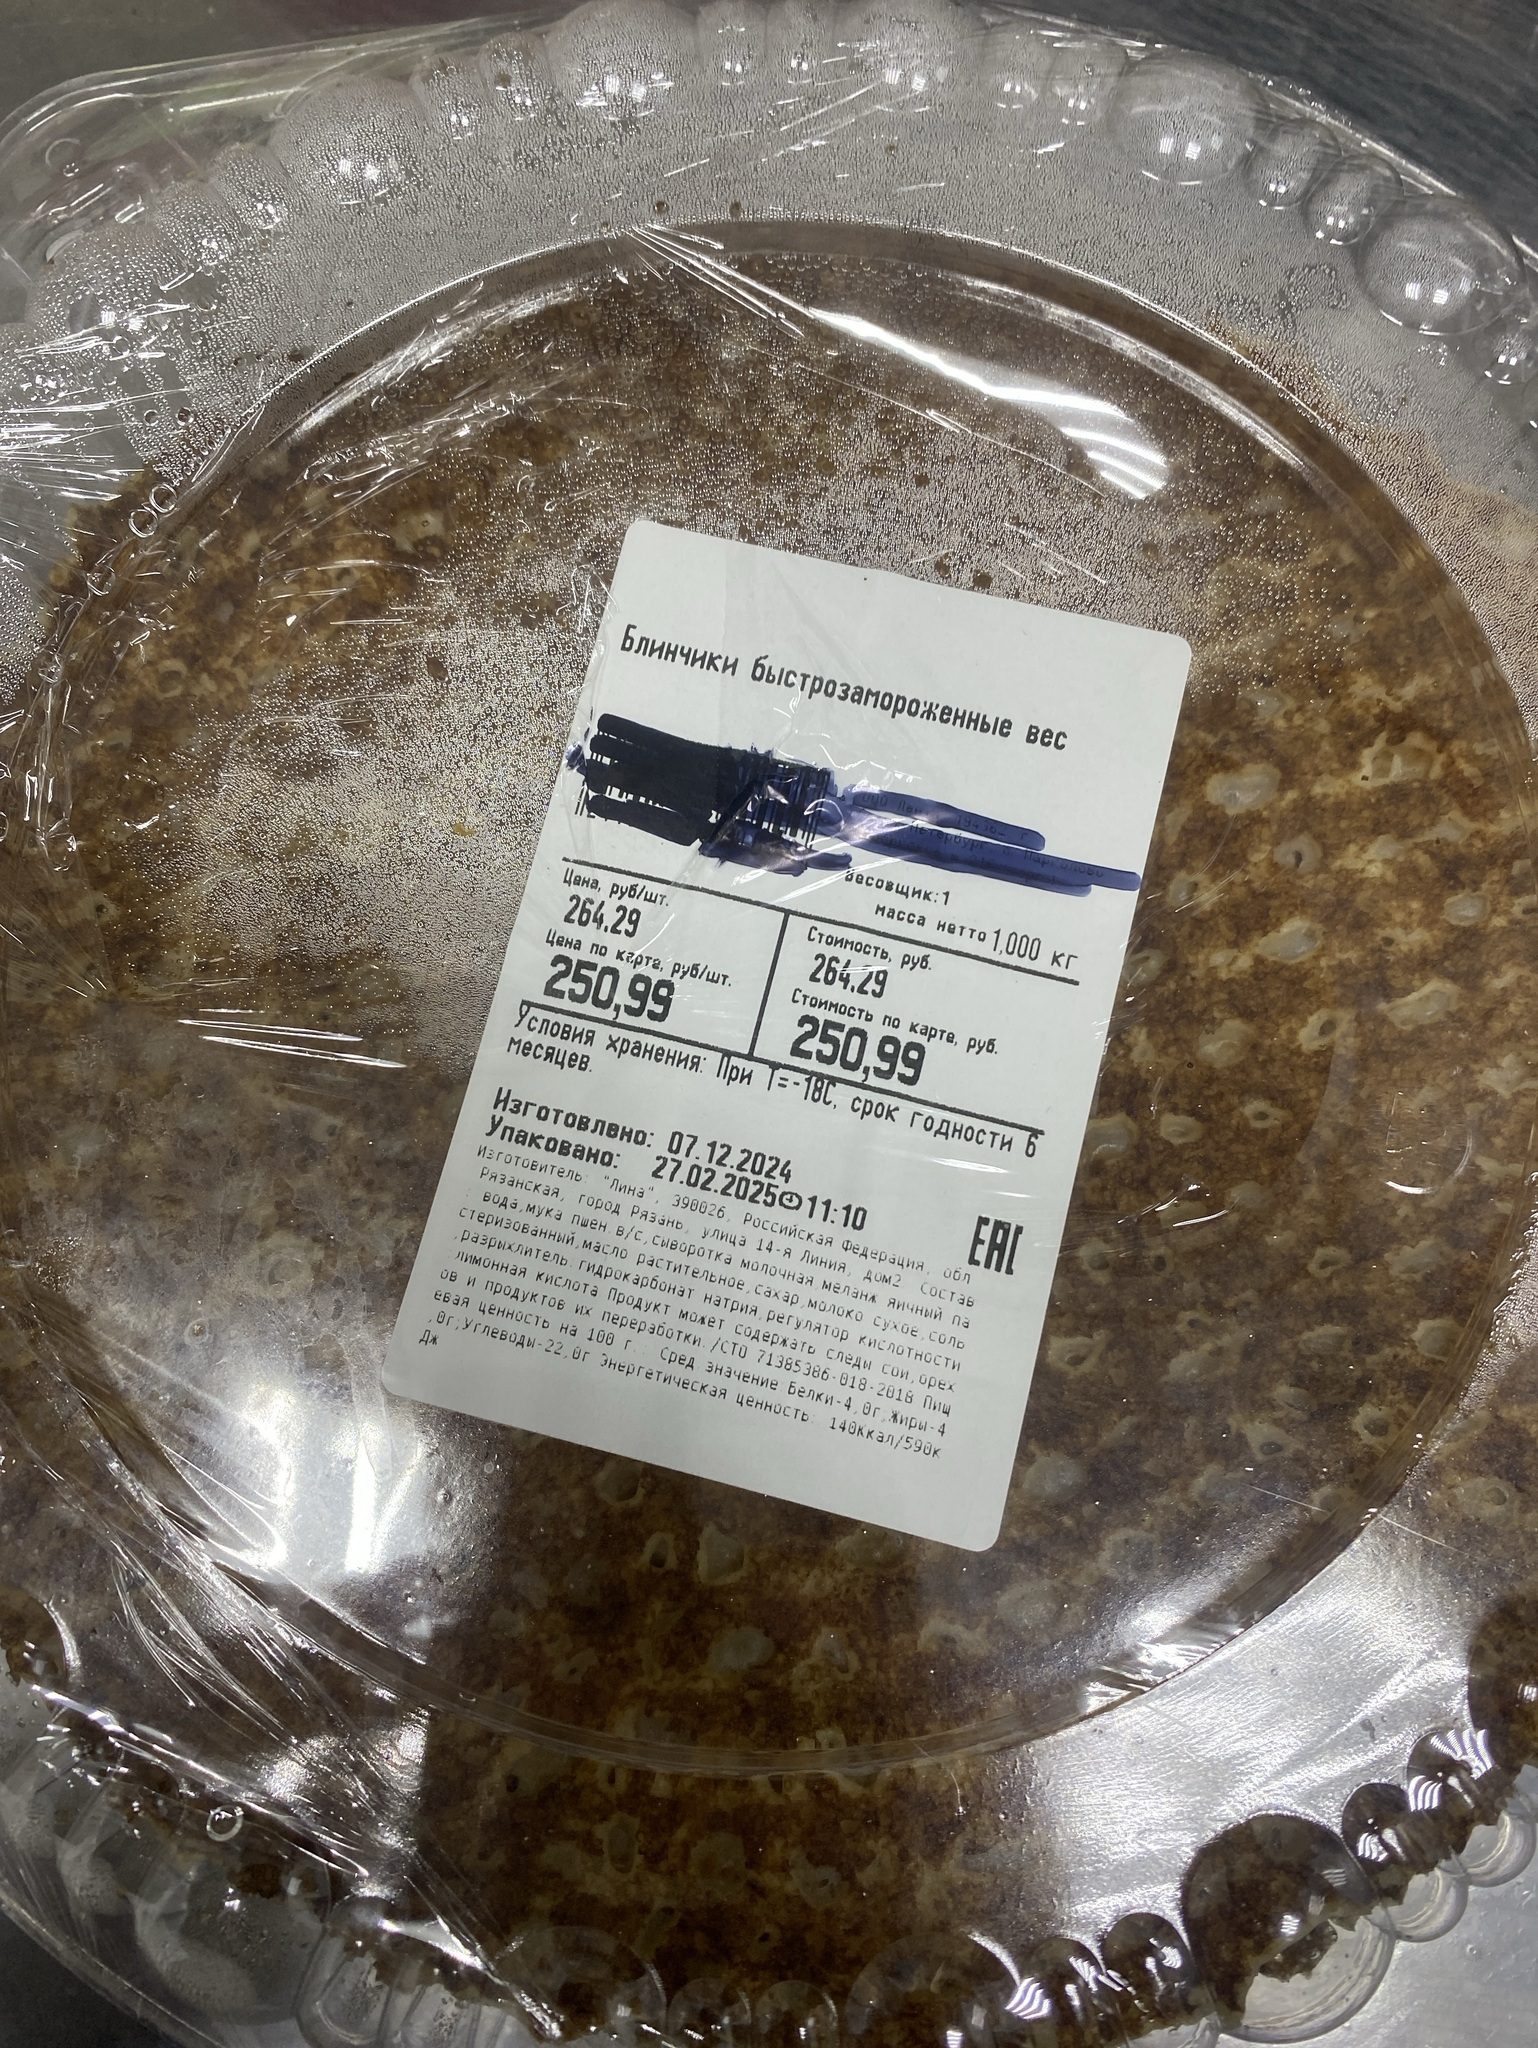 Блинчики быстрозамороженные вес
весовщик:1
масса нетто 1,000 кг
Цена, руб/шт.
264.29
Цена по карте, руб/шт.
250,99
Стоимость, руб.
264.29
Стоимость по карте, руб.
250,99
Условия хранения: При Т=-18С, срок годности 6
месяцев.
Изготовлвно: 07.12.2024
Упаковано: 27.02.2025 11:10
Изготовитель: "Лина", 390026, Российская Федерация, обл
Рязанская, город Рязань, улица 14-я Линия, дом2 Состав
: вода,мука пшен.в/с,сыворотка молочная меланж яичный па
стеризованный,масло растительное,сахар,молоко сухое,соль
,разрыхлитель гидрокарбонат натрия,регулятор кислотности
лимонная кислота Продукт может содержать следы сои,орех
ов и продуктов их переработки./СТО 71385386-018-2018 Пищ
евая ценность на 100 г.: Сред значение Белки-4,0г;Жиры-4
,0г;Углеводы-22,0г Энергетическая ценность: 140ккал/590к
Дж
ЕАС